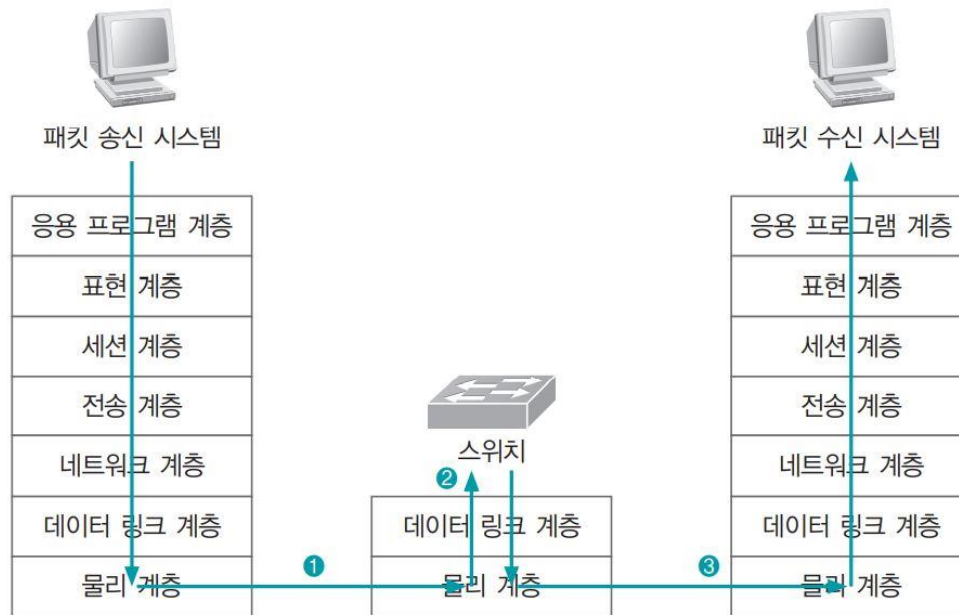 패킷 송신 시스템
패킷 수신 시스템
응용 프로그램 계층
표현 계층
세션 계층
전송 계층
네트워크 계층
데이터 링크 계층
물리 계층
스위치
데이터 링크 계층
물리 계층
응용 프로그램 계층
표현 계층
세션 계층
전송 계층
네트워크 계층
데이터 링크 계층
물리 계층
❶
❷
❸